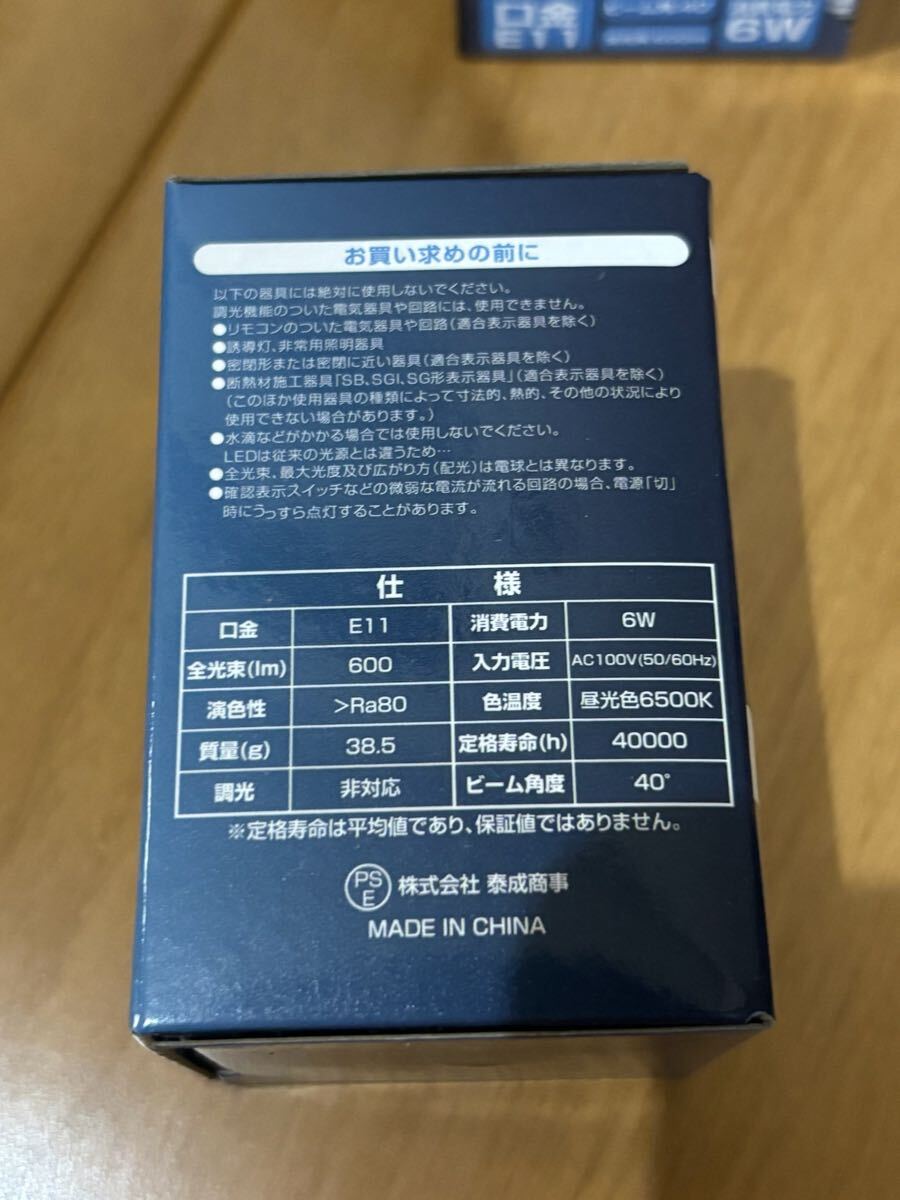 口金
E11
6W
お買い求めの前に
以下の器具には絶対に使用しないでください。
調光機能のついた電気器具や回路には、使用できません。
●リモコンのついた電気器具や回路(適合表示器具を除く)
●誘導灯、非常用照明器具
●密閉形または密閉に近い器具(適合表示器具を除く)
●断熱材施工器具「SB、SGI、SG形表示器具」(適合表示器具を除く)
(このほか使用器具の種類によって寸法的、熱的、その他の状況により
使用できない場合があります。)
●水滴などがかかる場合では使用しないでください。
LEDは従来の光源とは違うため…
●全光束、最大光度及び広がり方(配光)は電球とは異なります。
●確認表示スイッチなどの微弱な電流が流れる回路の場合、電源「切」
時にうっすら点灯することがあります。
仕 様
口金 E11 消費電力 6W
全光束(lm) 600 入力電圧 AC100V(50/60Hz)
演色性 >Ra80 色温度 昼光色6500K
質量(g) 38.5 定格寿命(h) 40000
調光 非対応 ビーム角度 40°
※定格寿命は平均値であり、保証値ではありません。
PSE 株式会社 泰成商事
MADE IN CHINA